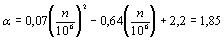 α = 0,07(n/10⁶)² − 0,64(n/10⁶) + 2,2 = 1,85